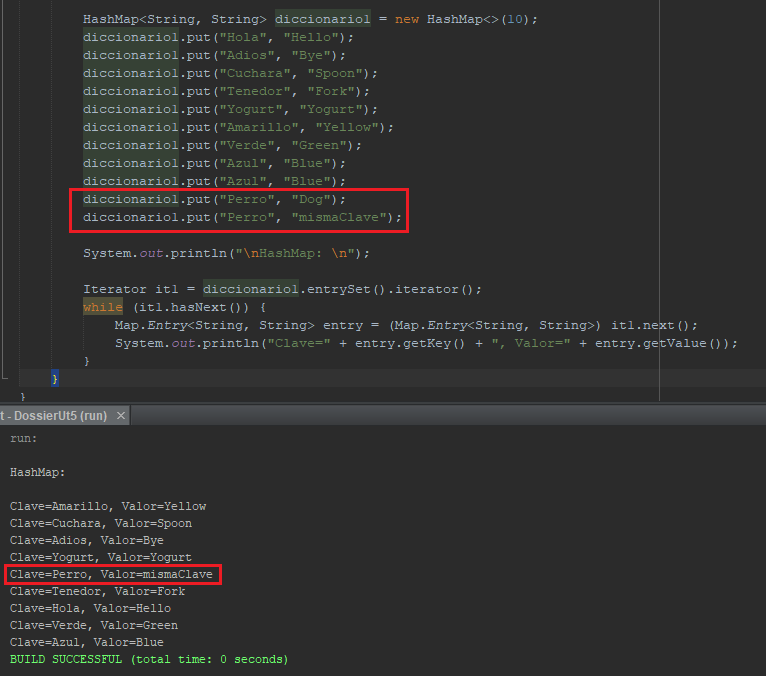 HashMap<String, String> diccionario1 = new HashMap<>(10);
diccionario1.put("Hola", "Hello");
diccionario1.put("Adios", "Bye");
diccionario1.put("Cuchara", "Spoon");
diccionario1.put("Tenedor", "Fork");
diccionario1.put("Yogurt", "Yogurt");
diccionario1.put("Amarillo", "Yellow");
diccionario1.put("Verde", "Green");
diccionario1.put("Azul", "Blue");
diccionario1.put("Azul", "Blue");
diccionario1.put("Perro", "Dog");
diccionario1.put("Perro", "mismaClave");
System.out.println("\nHashMap: \n");
Iterator it1 = diccionario1.entrySet().iterator();
while (it1.hasNext()) {
Map.Entry<String, String> entry = (Map.Entry<String, String>) it1.next();
System.out.println("Clave=" + entry.getKey() + ", Valor=" + entry.getValue());
}
}
}
t - DossierUt5 (run) ×
run:
HashMap:
Clave=Amarillo, Valor=Yellow
Clave=Cuchara, Valor=Spoon
Clave=Adios, Valor=Bye
Clave=Yogurt, Valor=Yogurt
Clave=Perro, Valor=mismaClave
Clave=Tenedor, Valor=Fork
Clave=Hola, Valor=Hello
Clave=Verde, Valor=Green
Clave=Azul, Valor=Blue
BUILD SUCCESSFUL (total time: 0 seconds)